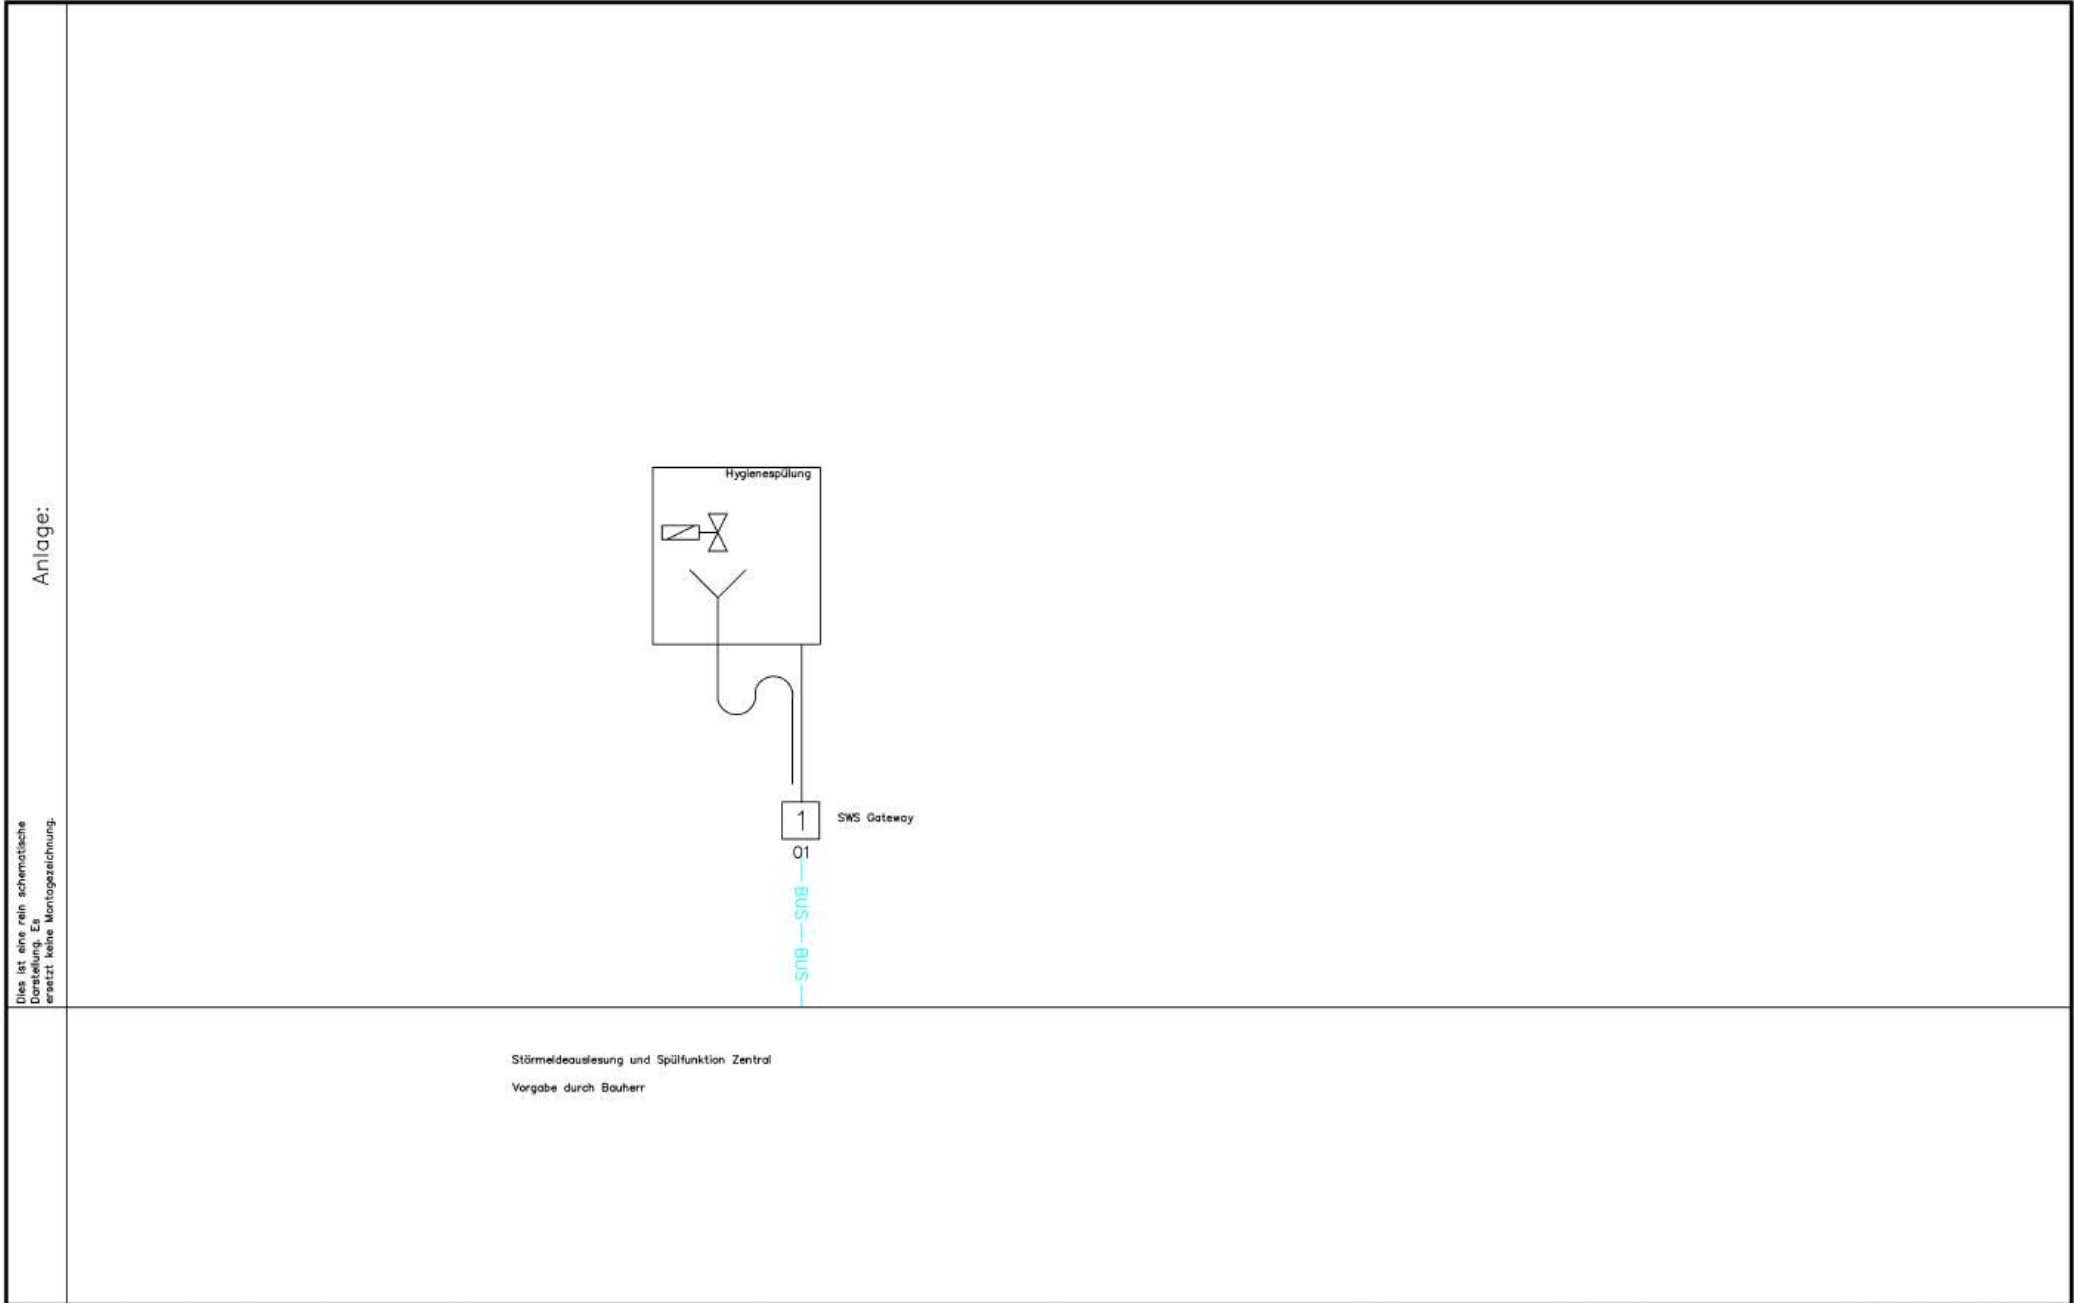 Hygienespülung
Anlage:
1
SWS Gateway
01
BUS
BUS
Dies ist eine rein schematische
Darstellung. Es
ersetzt keine Montagezeichnung.
Störmeldeauslesung und Spülfunktion Zentral
Vorgabe durch Bauherr